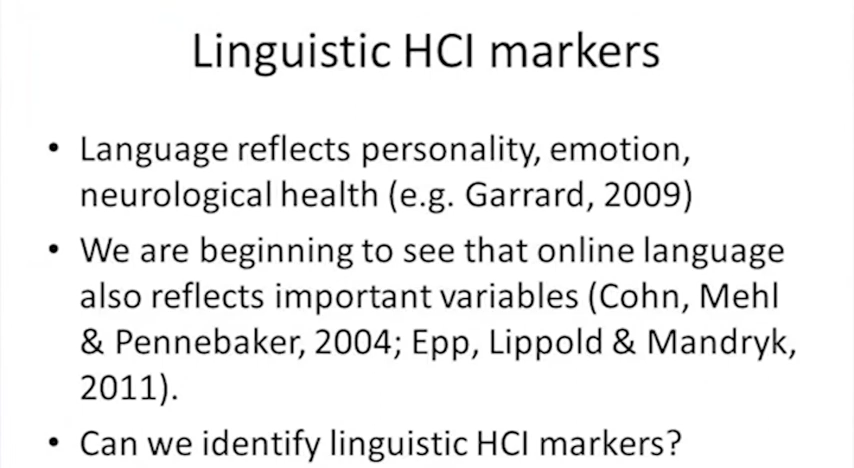 Linguistic HCI markers
• Language reflects personality, emotion,
neurological health (e.g. Garrard, 2009)
• We are beginning to see that online language
also reflects important variables (Cohn, Mehl
& Pennebaker, 2004; Epp, Lippold & Mandryk,
2011).
• Can we identify linguistic HCI markers?